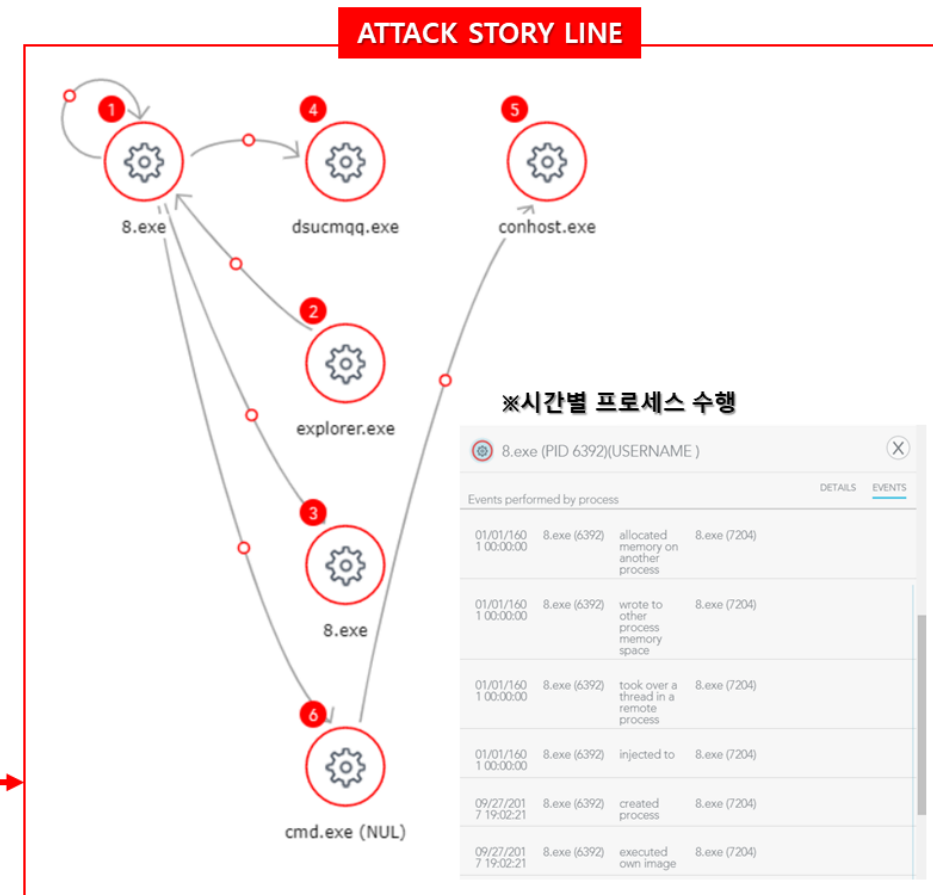 ATTACK STORY LINE
1
4
5
8.exe
dsucmqq.exe
conhost.exe
2
explorer.exe
3
8.exe
6
cmd.exe (NUL)
※시간별 프로세스 수행
8.exe (PID 6392)(USERNAME )
X
DETAILS EVENTS
Events performed by process
01/01/160 8.exe (6392) allocated 8.exe (7204)
1 00:00:00 memory on
another
process
01/01/160 8.exe (6392) wrote to 8.exe (7204)
1 00:00:00 other
process
memory
space
01/01/160 8.exe (6392) took over a 8.exe (7204)
1 00:00:00 thread in a
remote
process
01/01/160 8.exe (6392) injected to 8.exe (7204)
1 00:00:00
09/27/201 8.exe (6392) created 8.exe (7204)
7 19:02:21 process
09/27/201 8.exe (6392) executed 8.exe (7204)
7 19:02:21 own image